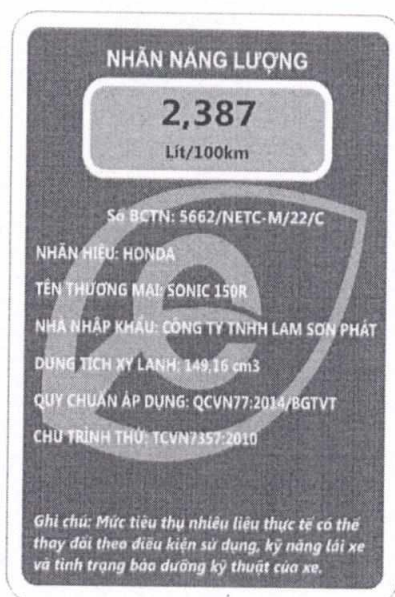 NHÃN NĂNG LƯỢNG
2,387
Lít/100km
Số BCTN: 5662/NETC-M/22/C
NHÃN HIỆU: HONDA
TÊN THƯƠNG MẠI: SONIC 150R
NHÀ NHẬP KHẨU: CÔNG TY TNHH LAM SƠN PHÁT
DUNG TÍCH XY LANH: 149,16 cm3
QUY CHUẨN ÁP DỤNG: QCVN77:2014/BGTVT
CHU TRÌNH THỬ: TCVN7357:2010
Ghi chú: Mức tiêu thụ nhiêu liệu thực tế có thể
thay đổi theo điều kiện sử dụng, kỹ năng lái xe
và tình trạng bảo dưỡng kỹ thuật của xe.